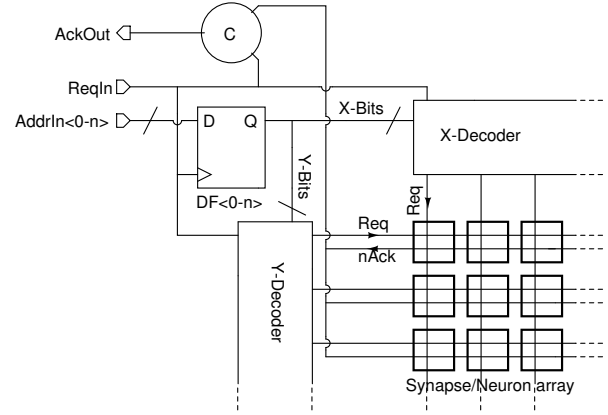 AckOut
C
ReqIn
AddrIn<0-n>
D
Q
X-Bits
X-Decoder
DF<0-n>
Y-Bits
Req
Req
nAck
Y-Decoder
Synapse/Neuron array